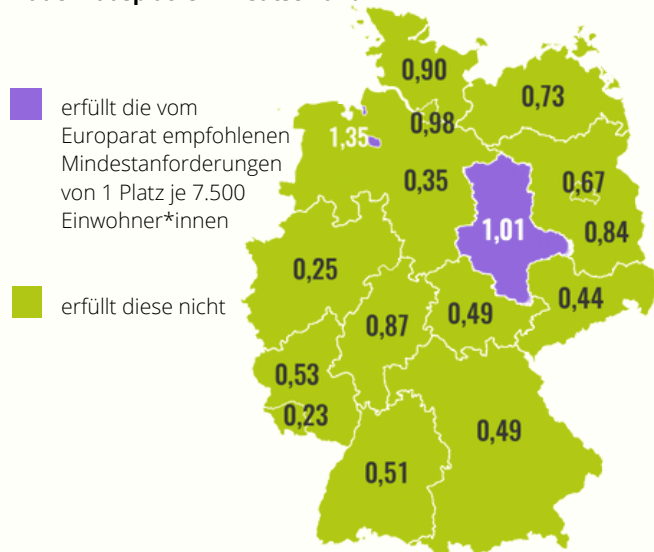 erfüllt die vom
Europarat empfohlenen
Mindestanforderungen
von 1 Platz je 7.500
Einwohner*innen
erfüllt diese nicht
0,90
0,73
0,98
1,35
0,35
0,67
1,01
0,84
0,25
0,44
0,49
0,87
0,53
0,23
0,49
0,51